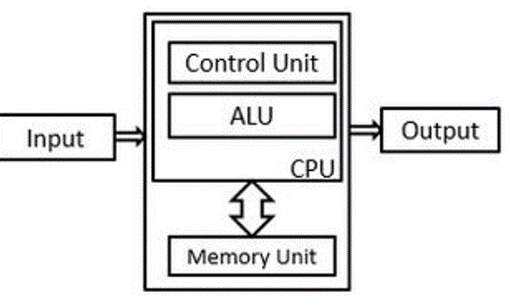 Control Unit
ALU
Input
Output
CPU
Memory Unit